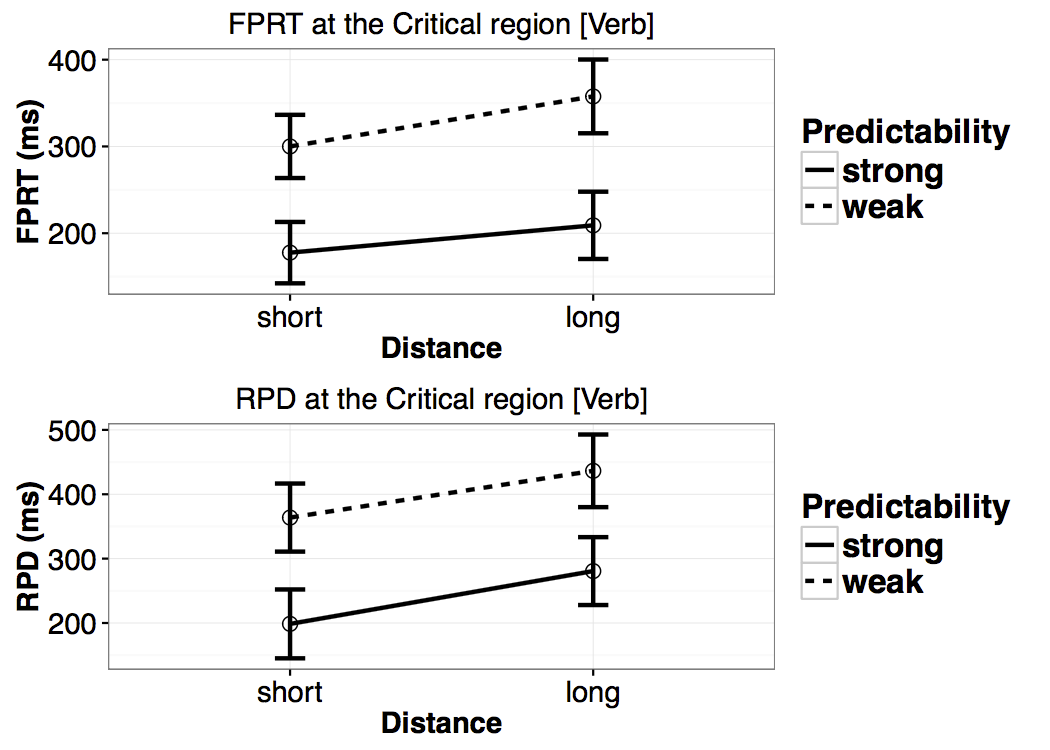 FPRT at the Critical region [Verb]
400
300
200
FPRT (ms)
short long
Distance
Predictability
strong
weak
RPD at the Critical region [Verb]
500
400
300
200
RPD (ms)
short long
Distance
Predictability
strong
weak